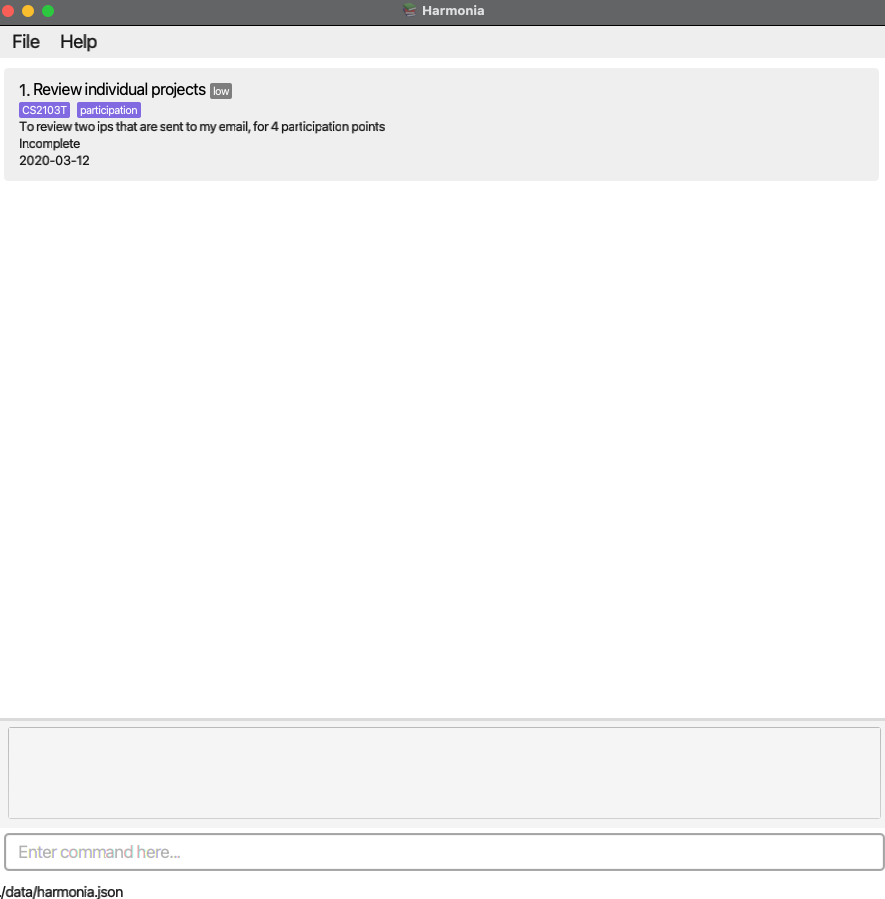 Harmonia
File Help
1. Review individual projects low
CS2103T participation
To review two ips that are sent to my email, for 4 participation points
Incomplete
2020-03-12
Enter command here...
./data/harmonia.json